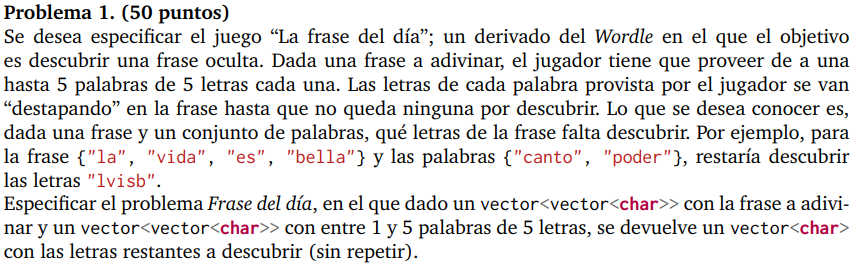 Problema 1. (50 puntos)
Se desea especificar el juego “La frase del día”; un derivado del Wordle en el que el objetivo
es descubrir una frase oculta. Dada una frase a adivinar, el jugador tiene que proveer de a una
hasta 5 palabras de 5 letras cada una. Las letras de cada palabra provista por el jugador se van
“destapando” en la frase hasta que no queda ninguna por descubrir. Lo que se desea conocer es,
dada una frase y un conjunto de palabras, qué letras de la frase falta descubrir. Por ejemplo, para
la frase {"la", "vida", "es", "bella"} y las palabras {"canto", "poder"}, restaría descubrir
las letras "lvisb".
Especificar el problema Frase del día, en el que dado un vector<vector<char>> con la frase a adivi-
nar y un vector<vector<char>> con entre 1 y 5 palabras de 5 letras, se devuelve un vector<char>
con las letras restantes a descubrir (sin repetir).